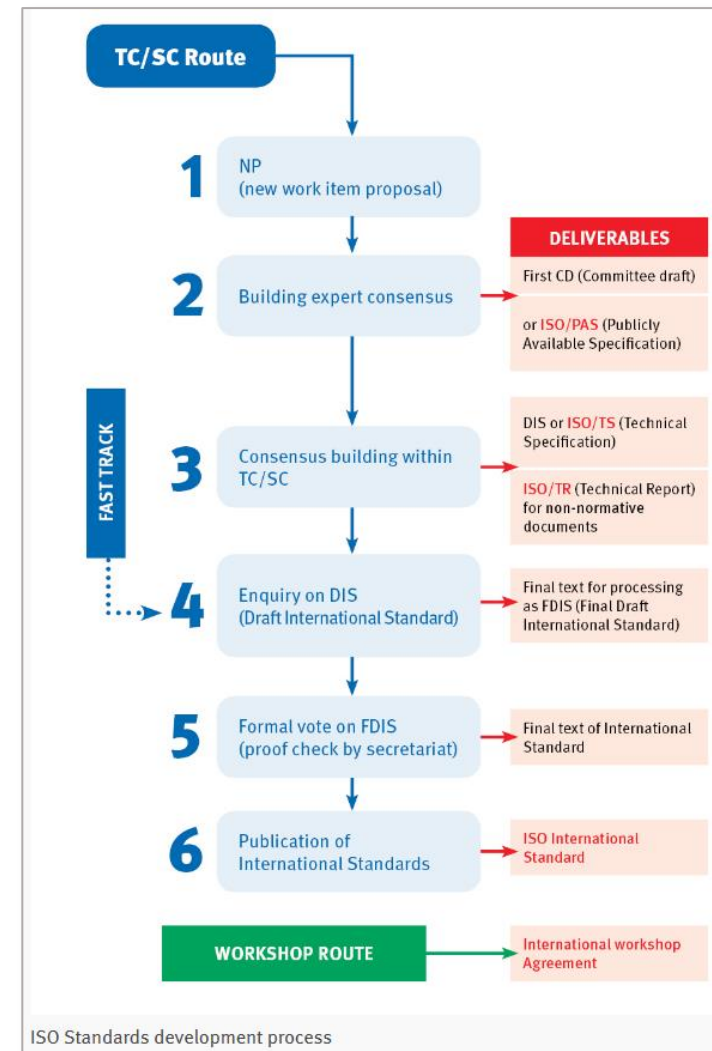 TC/SC Route
1
NP
(new work item proposal)
DELIVERABLES
2
Building expert consensus
First CD (Committee draft)
or ISO/PAS (Publicly
Available Specification)
FAST TRACK
3
Consensus building within
TC/SC
DIS or ISO/TS (Technical
Specification)
ISO/TR (Technical Report)
for non-normative
documents
4
Enquiry on DIS
(Draft International Standard)
Final text for processing
as FDIS (Final Draft
International Standard)
5
Formal vote on FDIS
(proof check by secretariat)
Final text of International
Standard
6
Publication of
International Standards
ISO International
Standard
WORKSHOP ROUTE
International workshop
Agreement
ISO Standards development process